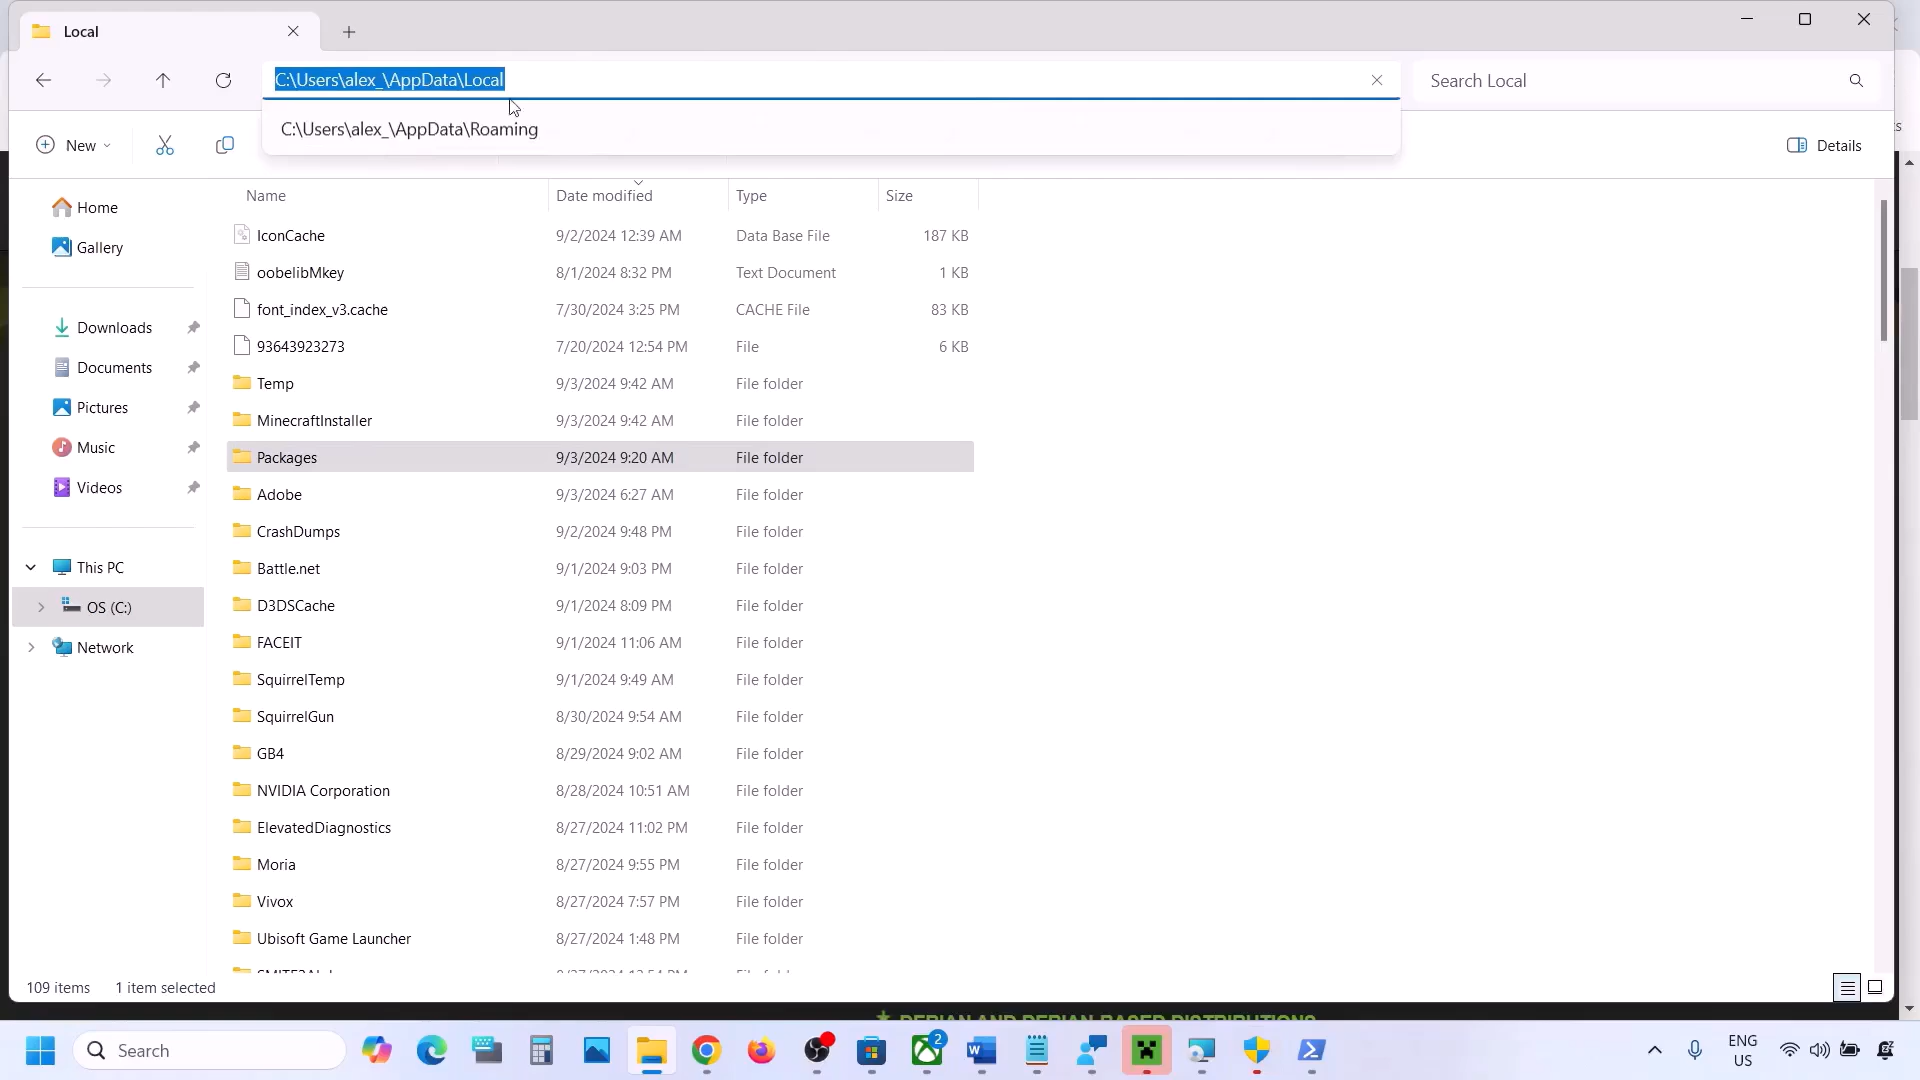 Local
C:\Users\alex_\AppData\Local
Search Local
C:\Users\alex_\AppData\Roaming
New
Details
Name Date modified Type Size
Home
Gallery
Downloads
Documents
Pictures
Music
Videos
This PC
OS (C:)
Network
IconCache 9/2/2024 12:39 AM Data Base File 187 KB
oobelibMkey 8/1/2024 8:32 PM Text Document 1 KB
font_index_v3.cache 7/30/2024 3:25 PM CACHE File 83 KB
93643923273 7/20/2024 12:54 PM File 6 KB
Temp 9/3/2024 9:42 AM File folder
MinecraftInstaller 9/3/2024 9:42 AM File folder
Packages 9/3/2024 9:20 AM File folder
Adobe 9/3/2024 6:27 AM File folder
CrashDumps 9/2/2024 9:48 PM File folder
Battle.net 9/1/2024 9:03 PM File folder
D3DSCache 9/1/2024 8:09 PM File folder
FACEIT 9/1/2024 11:06 AM File folder
SquirrelTemp 9/1/2024 9:49 AM File folder
SquirrelGun 8/30/2024 9:54 AM File folder
GB4 8/29/2024 9:02 AM File folder
NVIDIA Corporation 8/28/2024 10:51 AM File folder
ElevatedDiagnostics 8/27/2024 11:02 PM File folder
Moria 8/27/2024 9:55 PM File folder
Vivox 8/27/2024 7:57 PM File folder
Ubisoft Game Launcher 8/27/2024 1:48 PM File folder
109 items 1 item selected
DEBIAN AND DEBIAN-BASED DISTRIBUTIONS
Search
2
ENG
US